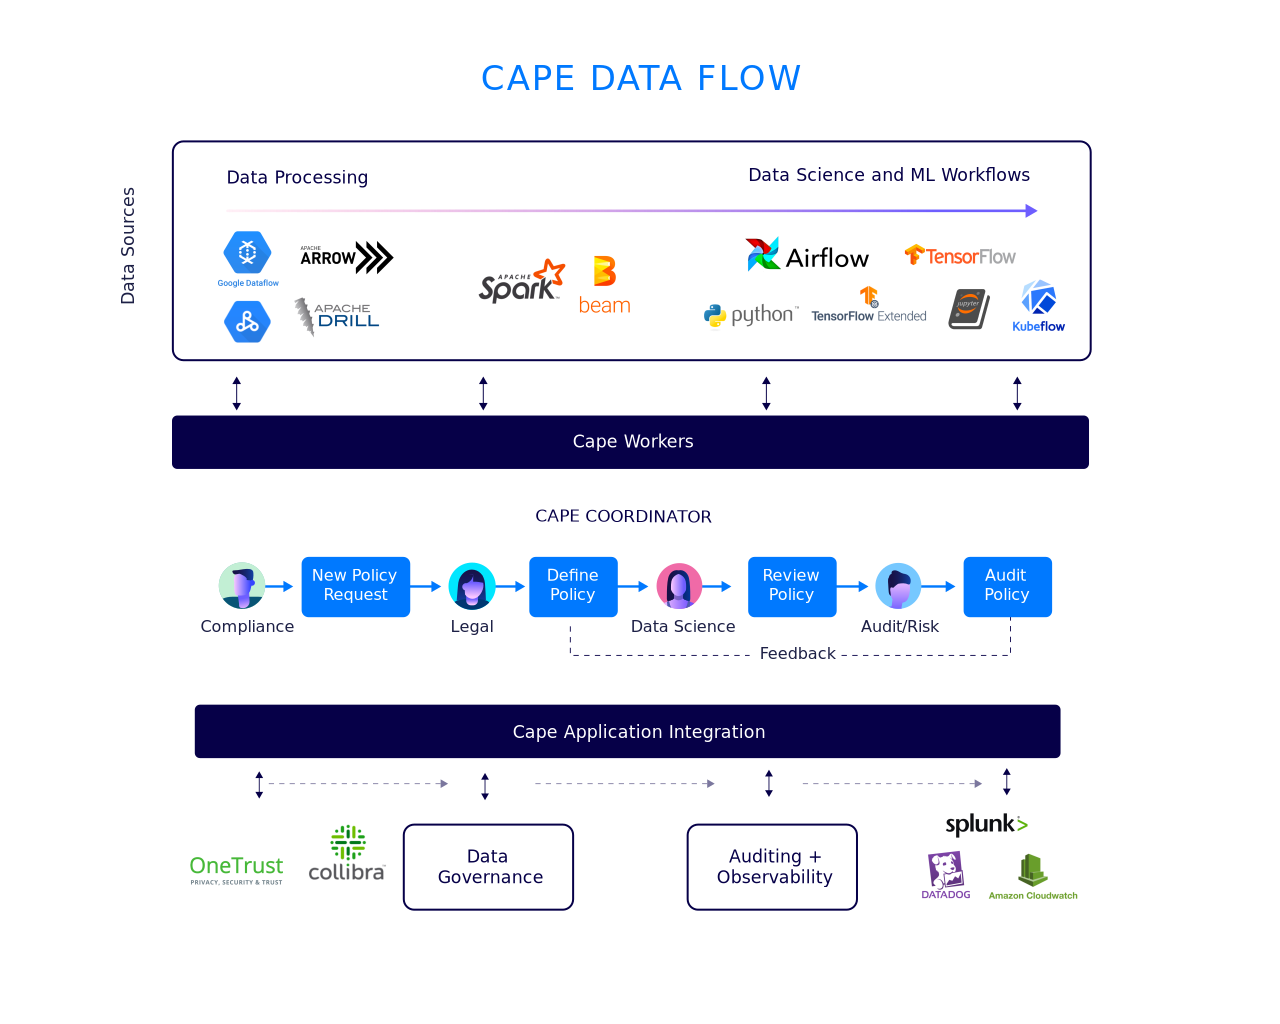 CAPE DATA FLOW
Data Sources
Data Processing
Data Science and ML Workflows
Google Dataflow
APACHE
ARROW
APACHE
DRILL
APACHE
Spark™
beam
Airflow
TensorFlow
python™
TensorFlow Extended
jupyter
Kubeflow
Cape Workers
CAPE COORDINATOR
New Policy
Request
Define
Policy
Review
Policy
Audit
Policy
Compliance
Legal
Data Science
Audit/Risk
Feedback
Cape Application Integration
OneTrust
PRIVACY, SECURITY & TRUST
collibra™
Data
Governance
Auditing +
Observability
splunk>
DATADOG
Amazon Cloudwatch